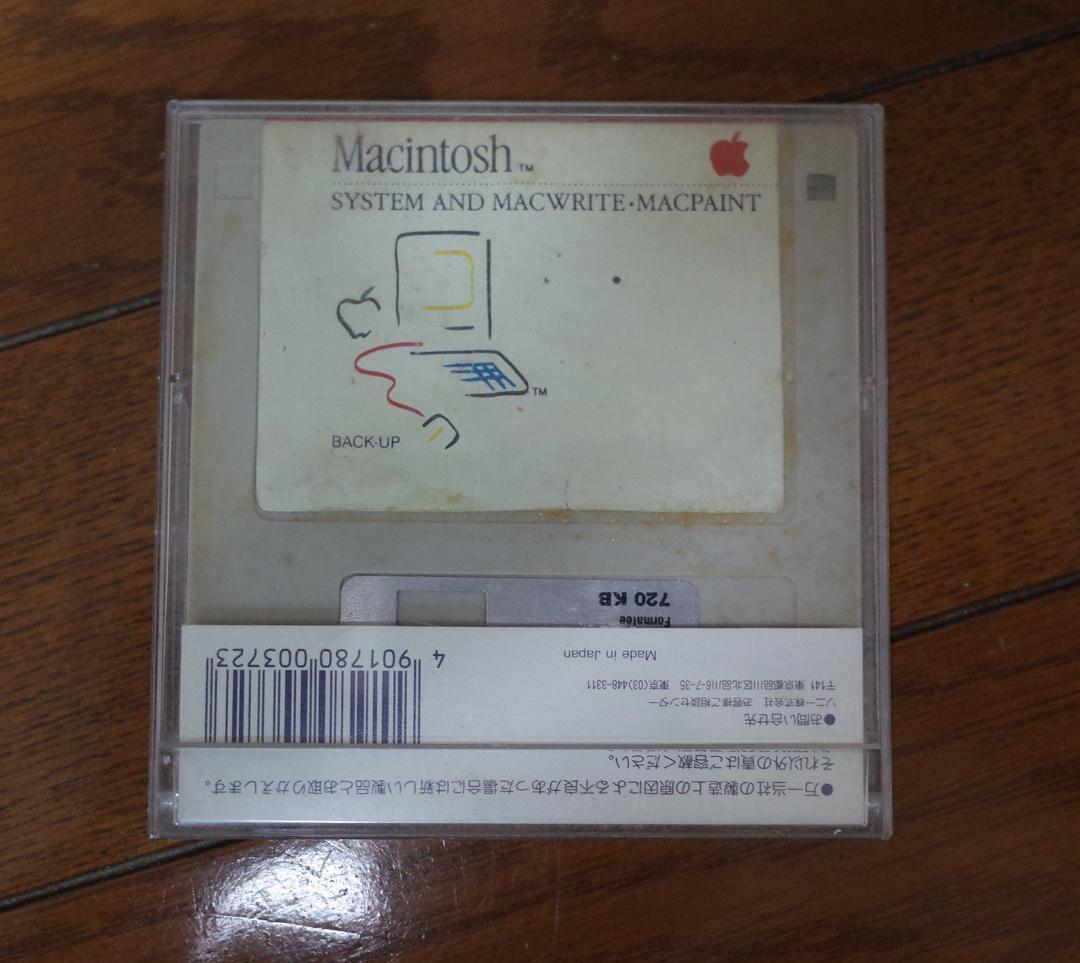 Macintosh™
SYSTEM AND MACWRITE·MACPAINT
TM
BACK-UP
720 KB
Formatée
Made in Japan
4 901780 003723
●お問い合せ先
ソニー株式会社 お客様ご相談センター
〒141 東京都品川区北品川6-7-35 東京(03)448-3311
●万一当社の製造上の原因による不良があった場合には新しい製品とお取りかえします。
それ以外の責はご容赦ください。